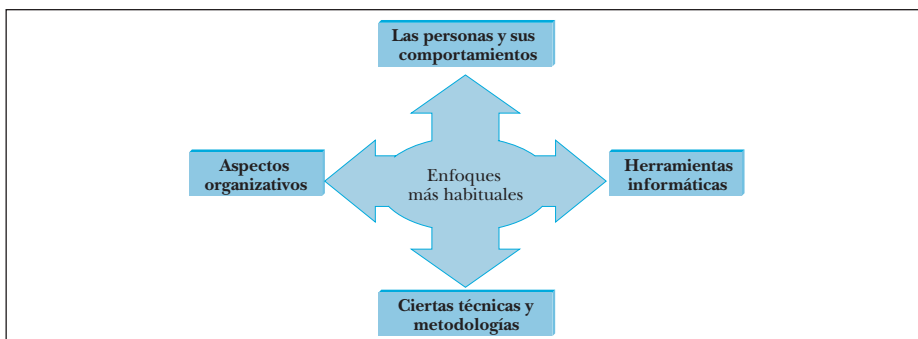 Las personas y sus
comportamientos
Aspectos
organizativos
Enfoques
más habituales
Herramientas
informáticas
Ciertas técnicas y
metodologías